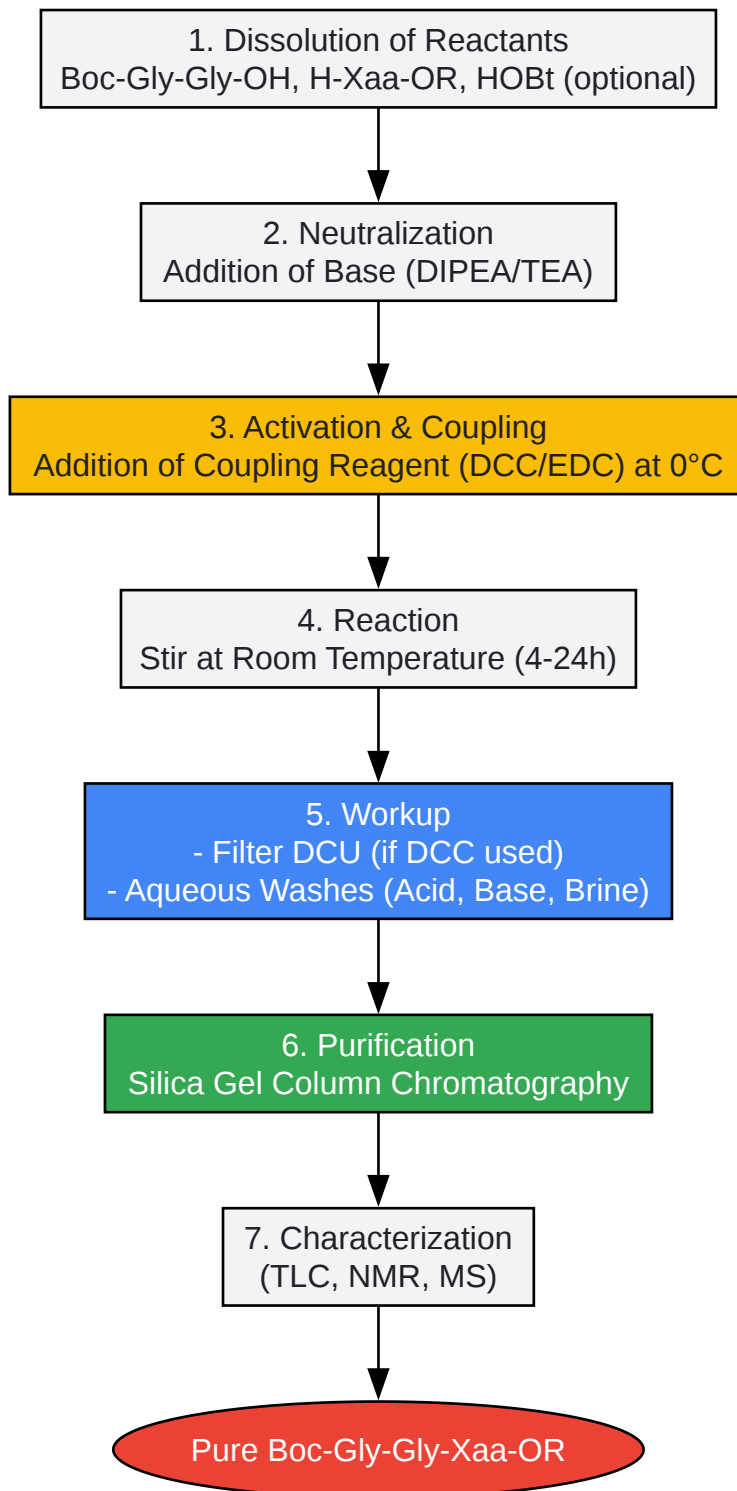 1. Dissolution of Reactants
Boc-Gly-Gly-OH, H-Xaa-OR, HOBt (optional)
2. Neutralization
Addition of Base (DIPEA/TEA)
3. Activation & Coupling
Addition of Coupling Reagent (DCC/EDC) at 0°C
4. Reaction
Stir at Room Temperature (4-24h)
5. Workup
- Filter DCU (if DCC used)
- Aqueous Washes (Acid, Base, Brine)
6. Purification
Silica Gel Column Chromatography
7. Characterization
(TLC, NMR, MS)
Pure Boc-Gly-Gly-Xaa-OR